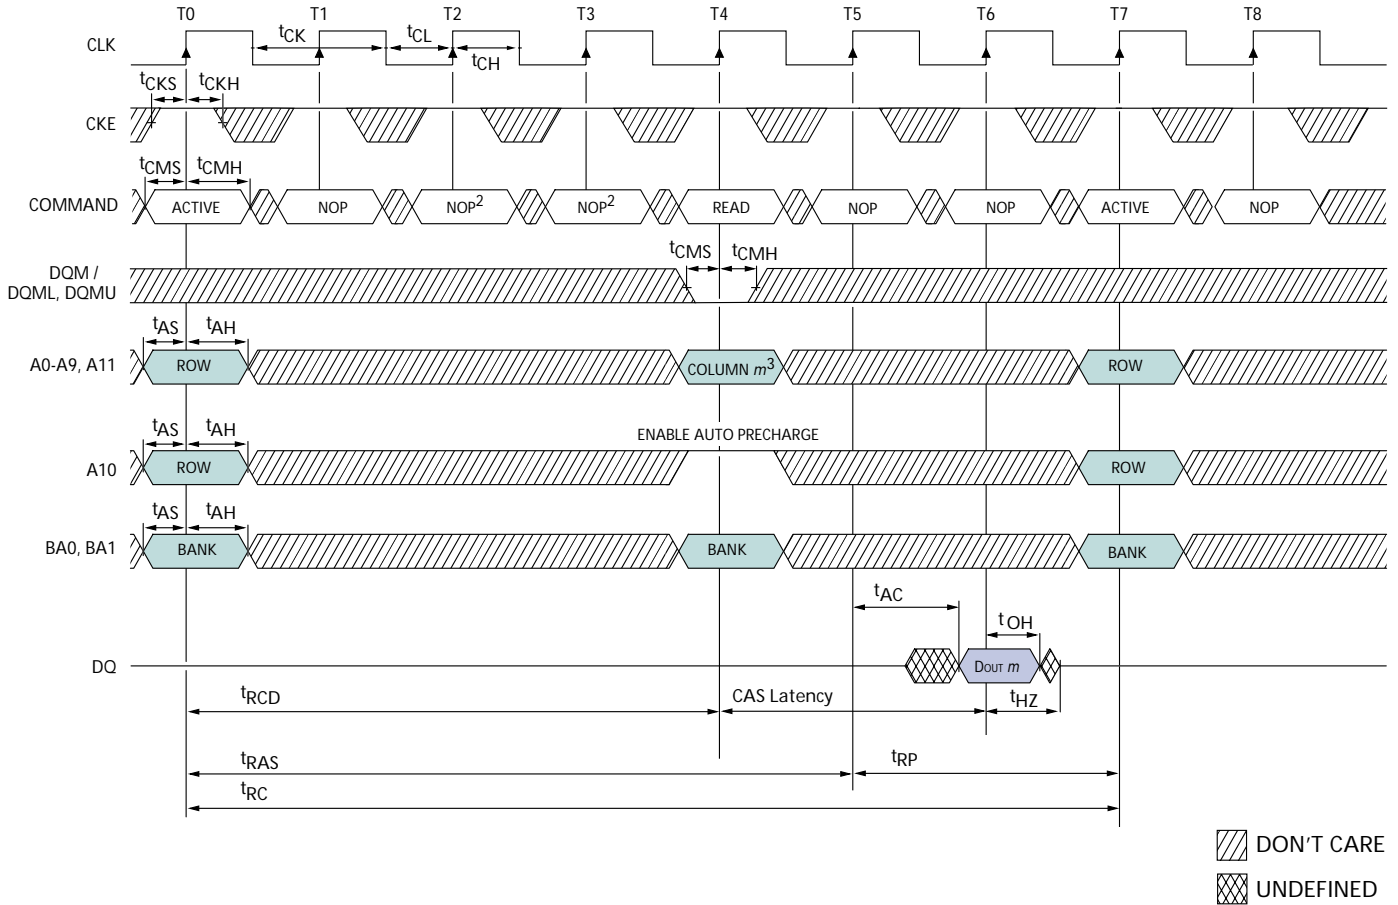 T0 T1 T2 T3 T4 T5 T6 T7 T8
CLK
tCK tCL
tCH
tCKS tCKH
CKE
tCMS tCMH
COMMAND ACTIVE NOP NOP2 NOP2 READ NOP NOP ACTIVE NOP
tCMS tCMH
DQM /
DQML, DQMU
tAS tAH
A0-A9, A11 ROW COLUMN m3 ROW
tAS tAH ENABLE AUTO PRECHARGE
A10 ROW ROW
tAS tAH
BA0, BA1 BANK BANK BANK
tAC
tOH
DQ DOUT m
tRCD CAS Latency tHZ
tRAS tRP
tRC
DON'T CARE
UNDEFINED